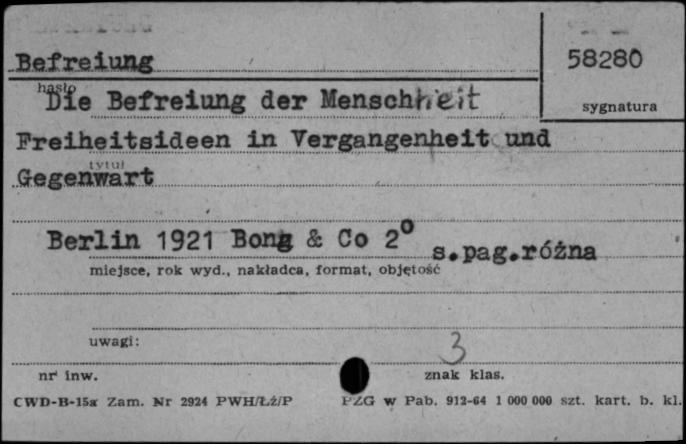 Befreiung
58280
hasło
Die Befreiung der Menschheit
sygnatura
Freiheitsideen in Vergangenheit und
tytuł
Gegenwart
Berlin 1921 Bong & Co 2° s.pag.różna
miejsce, rok wyd., nakładca, format, objętość
uwagi:
3
nr inw.
znak klas.
CWD-B-15a Zam. Nr 2924 PWH/Łż/P
PZG w Pab. 912-64 1 000 000 szt. kart. b. kl.